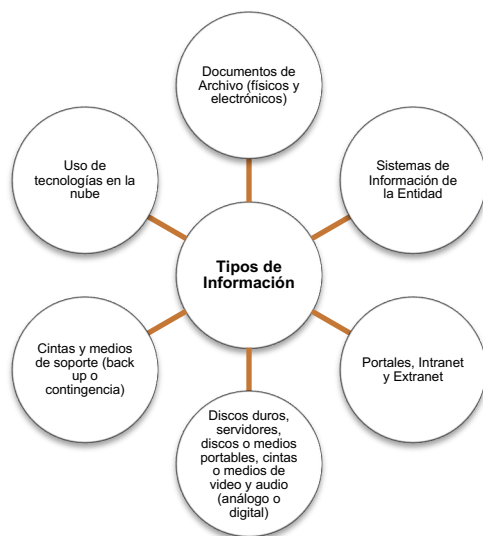 Documentos de
Archivo (físicos y
electrónicos)
Uso de
tecnologías en la
nube
Sistemas de
Información de
la Entidad
Tipos de
Información
Cintas y medios
de soporte (back
up o
contingencia)
Portales, Intranet
y Extranet
Discos duros,
servidores,
discos o medios
portables, cintas
o medios de
video y audio
(análogo o
digital)